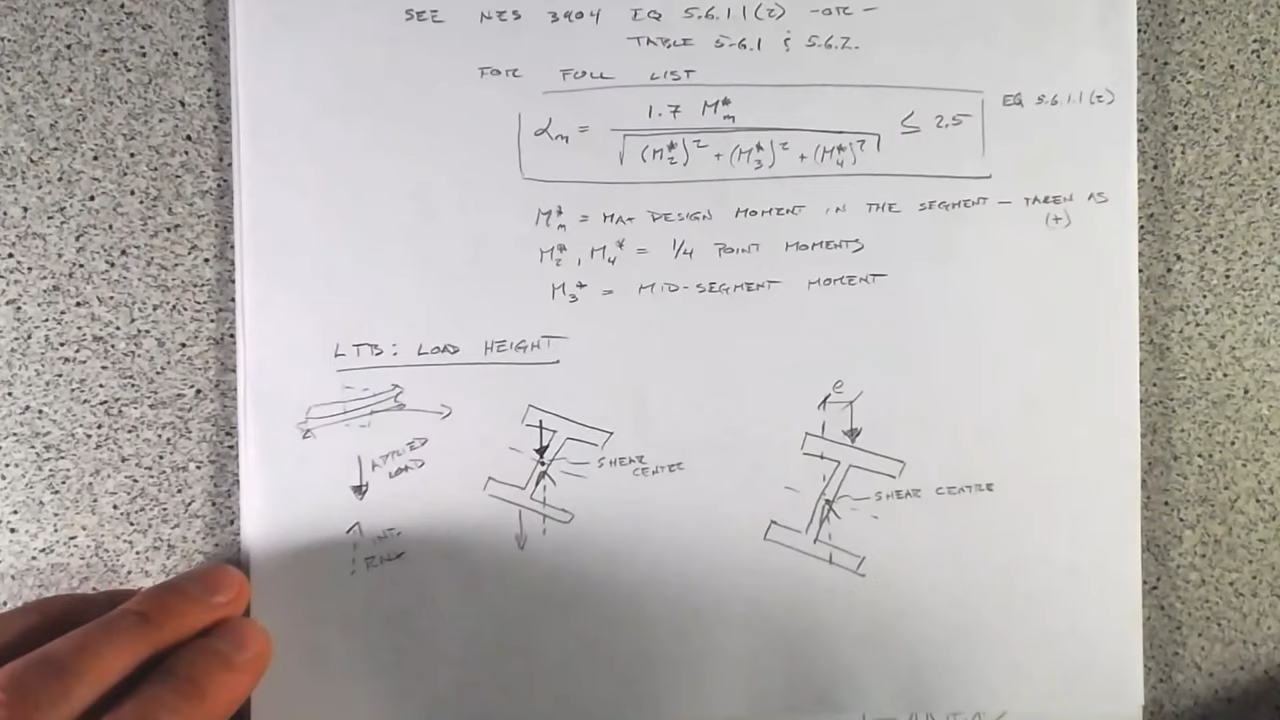 SEE NZS 3404 EQ 5.6.1.1(2) -OR-
TABLE 5.6.1 & 5.6.2.
FOR FULL LIST
αm = 1.7 M*m / √((M*2)² + (M*3)² + (M*4)²) ≤ 2.5
EQ 5.6.1.1(2)
M*m = MAX DESIGN MOMENT IN THE SEGMENT — TAKEN AS (+)
M*2, M*4 = 1/4 POINT MOMENTS
M*3 = MID-SEGMENT MOMENT
LTB: LOAD HEIGHT
APPLIED
LOAD
INT.
SHEAR
CENTRE
e
SHEAR CENTRE